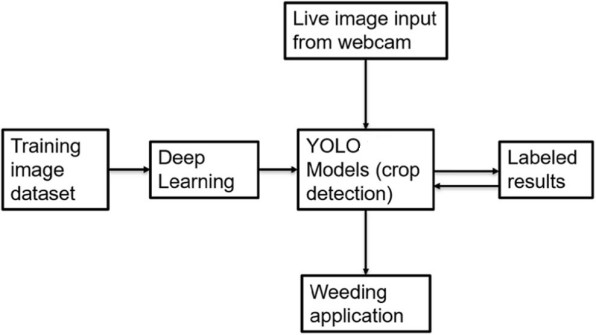 Live image input
from webcam
Training
image
dataset
Deep
Learning
YOLO
Models (crop
detection)
Labeled
results
Weeding
application